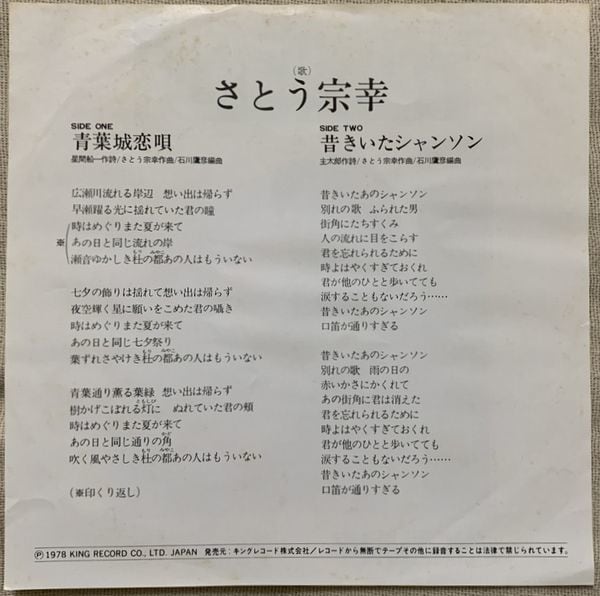 (歌)
さとう宗幸
SIDE ONE
青葉城恋唄
星間船一作詩/さとう宗幸作曲/石川鷹彦編曲
広瀬川流れる岸辺 想い出は帰らず
早瀬躍る光に揺れていた君の瞳
時はめぐりまた夏が来て
※ あの日と同じ流れの岸
瀬音ゆかしき杜の都あの人はもういない
七夕の飾りは揺れて想い出は帰らず
夜空輝く星に願いをこめた君の囁き
時はめぐりまた夏が来て
あの日と同じ七夕祭り
葉ずれさやけき杜の都あの人はもういない
青葉通り薫る葉緑 想い出は帰らず
樹かげこぼれる灯に ぬれていた君の頬
時はめぐりまた夏が来て
あの日と同じ通りの角
吹く風やさしき杜の都あの人はもういない
(※印くり返し)
SIDE TWO
昔きいたシャンソン
主太郎作詩/さとう宗幸作曲/石川鷹彦編曲
昔きいたあのシャンソン
別れの歌 ふられた男
街角にたちすくみ
人の流れに目をこらす
君を忘れられるために
時よはやくすぎておくれ
君が他のひとと歩いてても
涙することもないだろう……
昔きいたあのシャンソン
口笛が通りすぎる
昔きいたあのシャンソン
別れの歌 雨の日の
赤いかさにかくれて
あの街角に君は消えた
君を忘れられるために
時よはやくすぎておくれ
君が他のひとと歩いてても
涙することもないだろう……
昔きいたあのシャンソン
口笛が通りすぎる
Ⓟ1978 KING RECORD CO., LTD. JAPAN 発売元:キングレコード株式会社/レコードから無断でテープその他に録音することは法律で禁じられています。